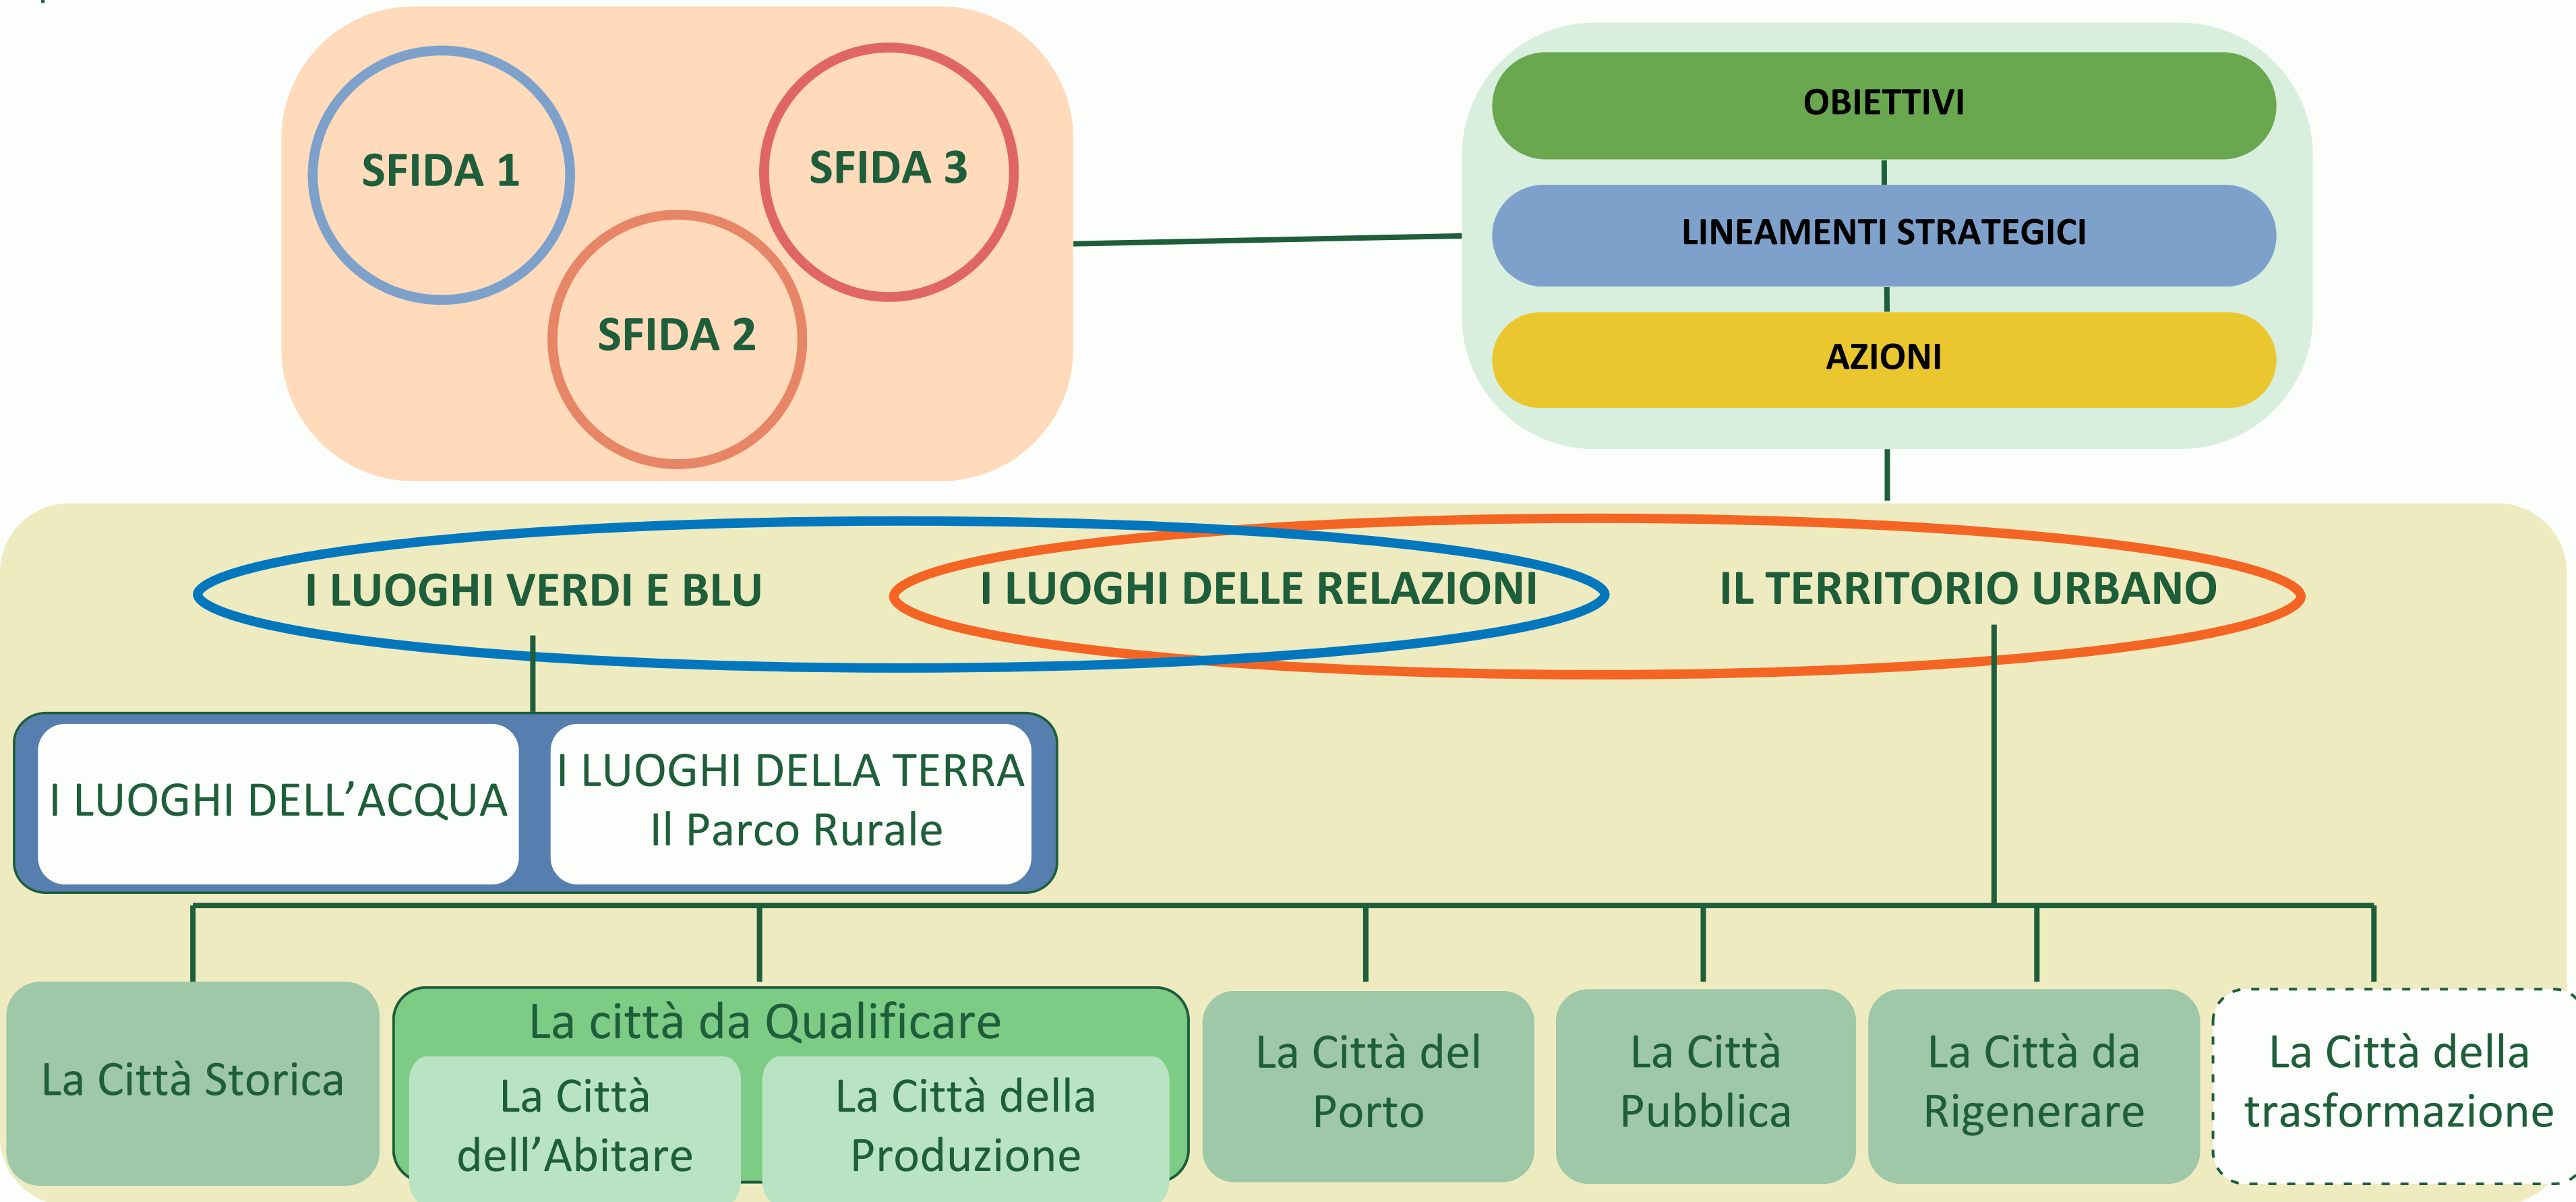 SFIDA 1
SFIDA 2
SFIDA 3
OBIETTIVI
LINEAMENTI STRATEGICI
AZIONI
I LUOGHI VERDI E BLU
I LUOGHI DELLE RELAZIONI
IL TERRITORIO URBANO
I LUOGHI DELL’ACQUA
I LUOGHI DELLA TERRA
Il Parco Rurale
La Città Storica
La città da Qualificare
La Città
dell’Abitare
La Città della
Produzione
La Città del
Porto
La Città
Pubblica
La Città da
Rigenerare
La Città della
trasformazione